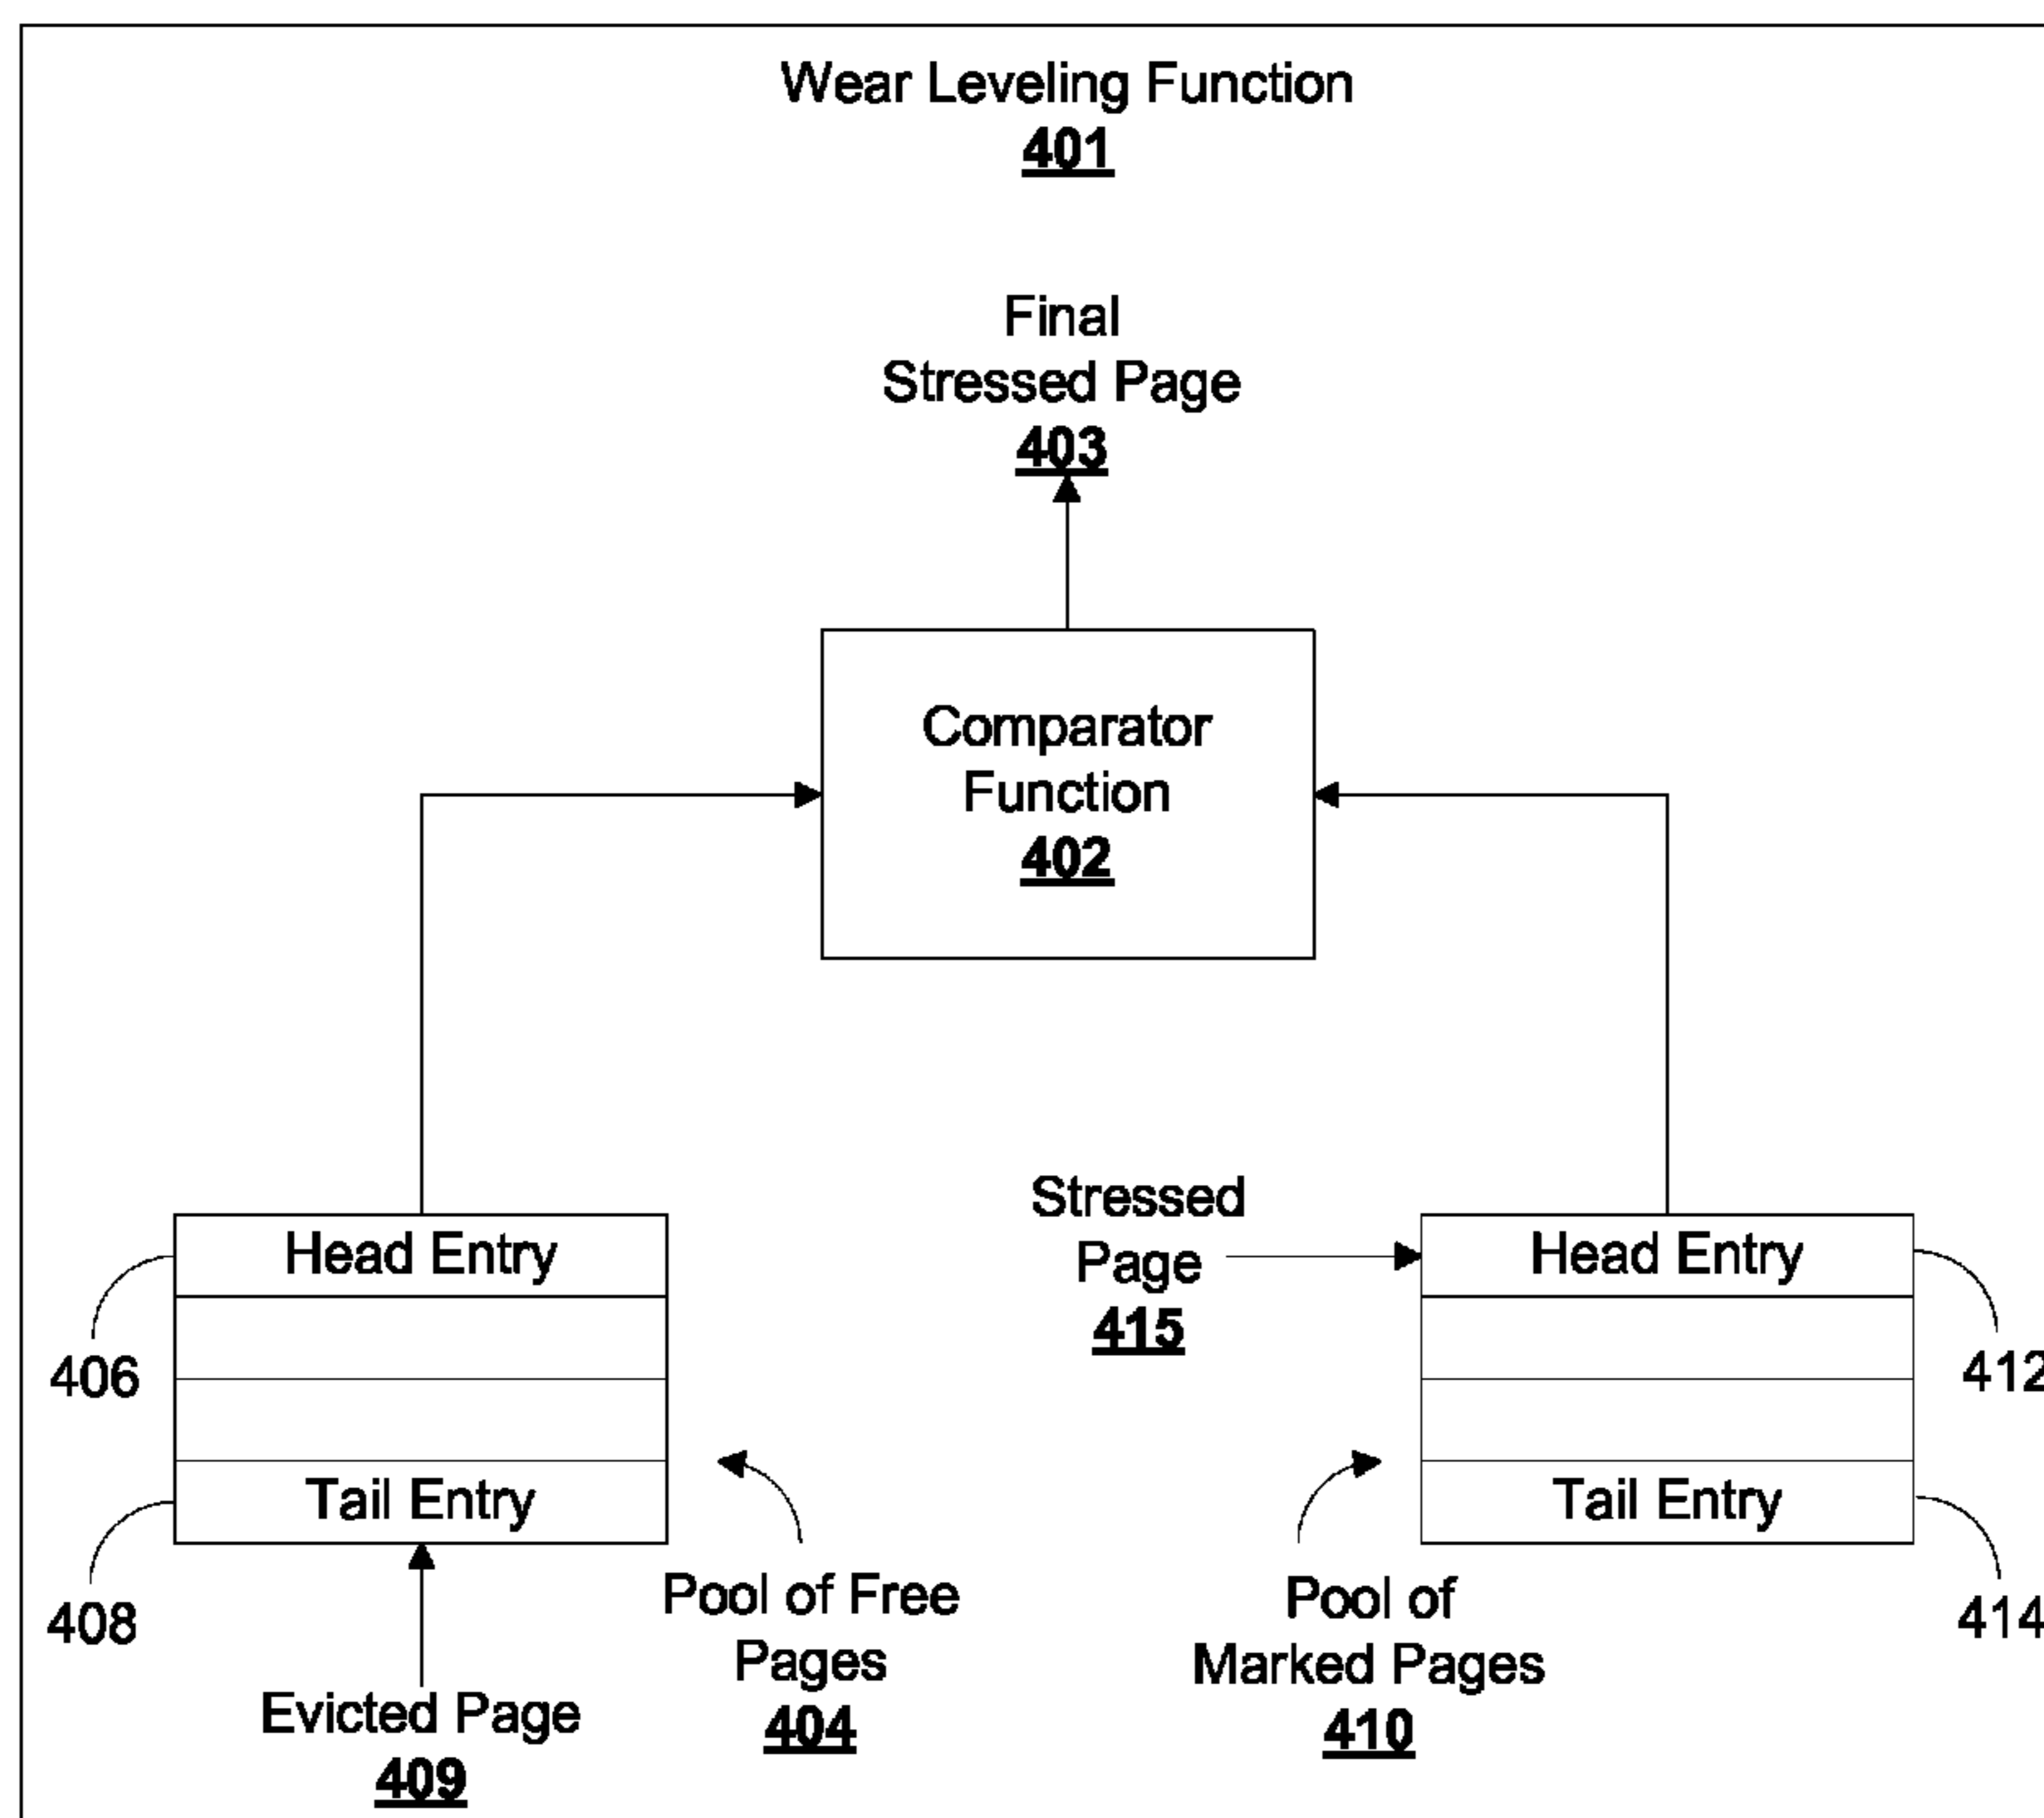 Wear Leveling Function
401
Final
Stressed Page
403
Comparator
Function
402
Stressed
Page
415
Head Entry
Head Entry
406
412
Tail Entry
Tail Entry
408
414
Pool of Free
Pages
404
Pool of
Marked Pages
410
Evicted Page
409